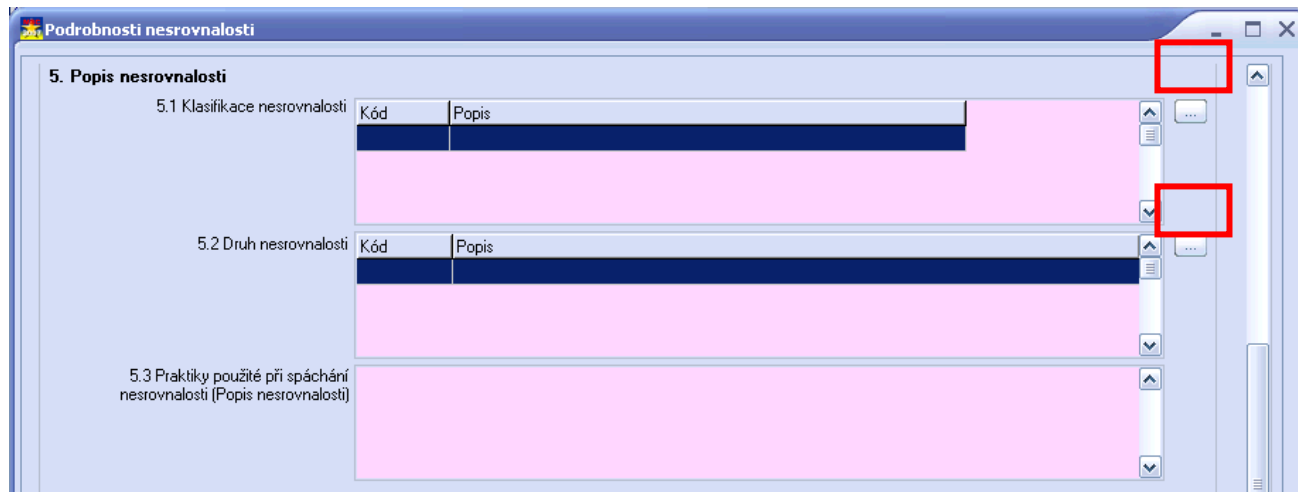 Podrobnosti nesrovnalosti
5. Popis nesrovnalosti
5.1 Klasifikace nesrovnalosti
Kód Popis
...
5.2 Druh nesrovnalosti
Kód Popis
...
5.3 Praktiky použité při spáchání
nesrovnalosti (Popis nesrovnalosti)